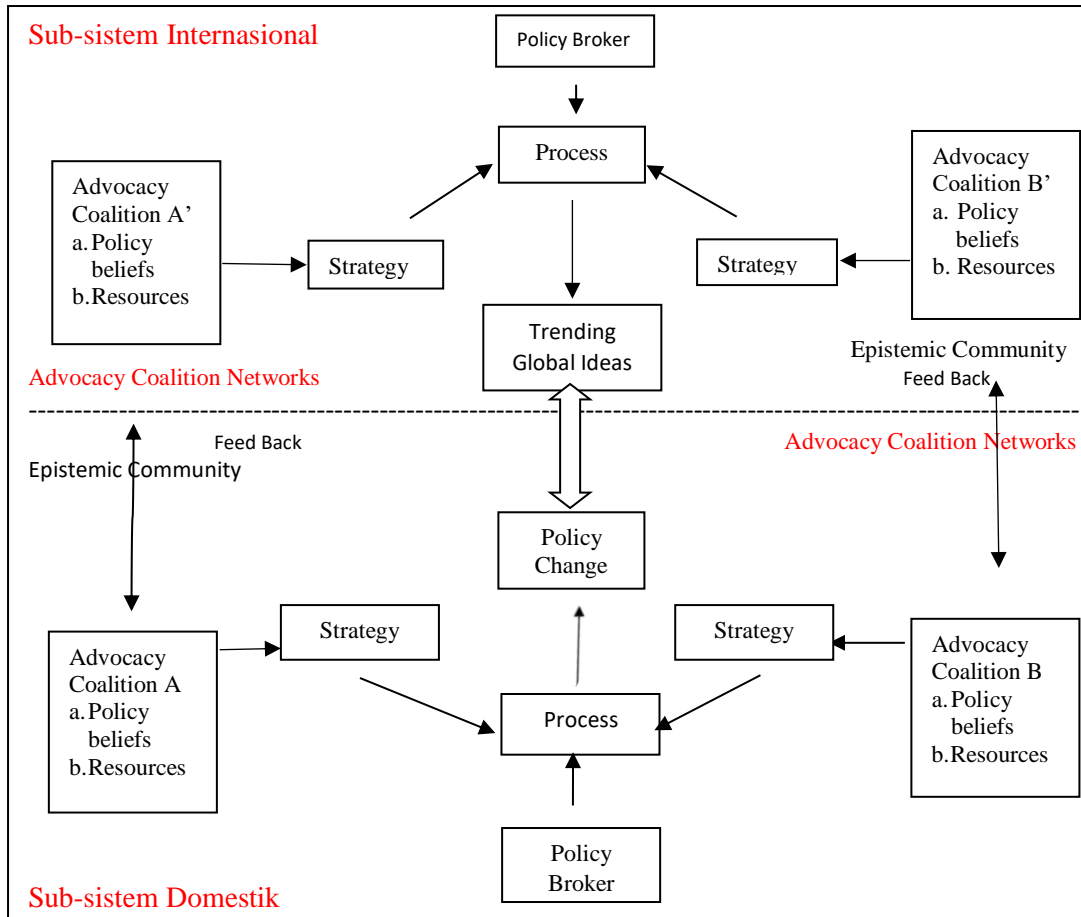 Sub-sistem Internasional
Policy Broker
Process
Advocacy
Coalition A’
a. Policy
beliefs
b. Resources
Strategy
Strategy
Advocacy
Coalition B’
a. Policy
beliefs
b. Resources
Trending
Global Ideas
Advocacy Coalition Networks
Epistemic Community
Feed Back
Feed Back
Epistemic Community
Advocacy Coalition Networks
Policy
Change
Strategy
Strategy
Advocacy
Coalition A
a. Policy
beliefs
b. Resources
Process
Advocacy
Coalition B
a. Policy
beliefs
b. Resources
Policy
Broker
Sub-sistem Domestik